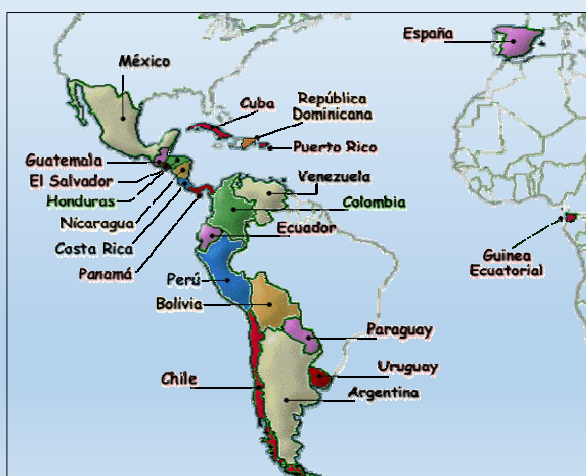 España
México
Cuba
República
Dominicana
Puerto Rico
Guatemala
El Salvador
Honduras
Nicaragua
Costa Rica
Panamá
Venezuela
Colombia
Ecuador
Guinea
Ecuatorial
Perú
Bolivia
Paraguay
Uruguay
Chile
Argentina